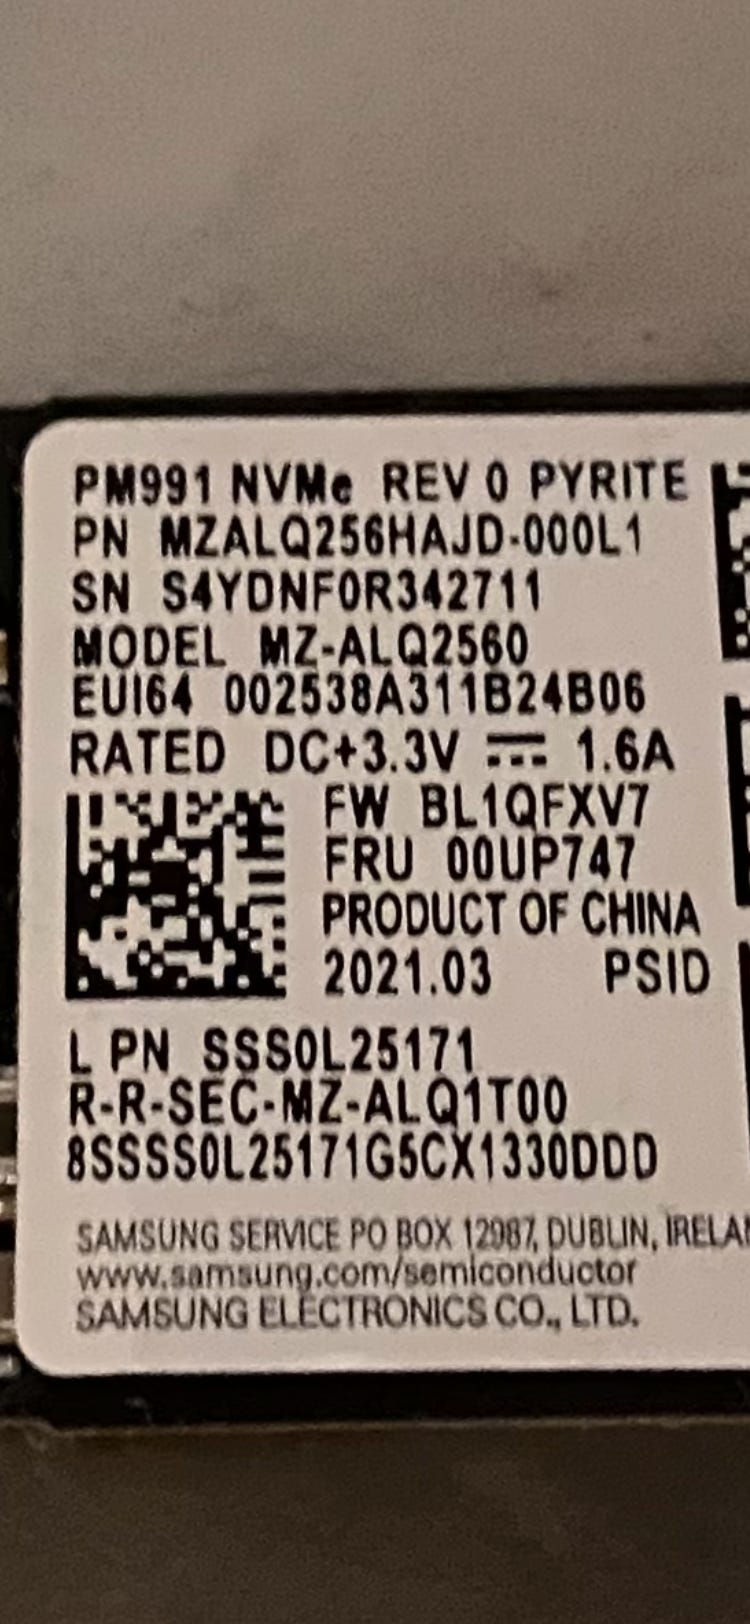 PM991 NVMe REV 0 PYRITE
PN MZALQ256HAJD-000L1
SN S4YDNF0R342711
MODEL MZ-ALQ2560
EUI64 002538A311B24B06
RATED DC+3.3V ⎓ 1.6A
FW BL1QFXV7
FRU 00UP747
PRODUCT OF CHINA
2021.03 PSID
L PN SSS0L25171
R-R-SEC-MZ-ALQ1T00
8SSSS0L25171G5CX1330DDD
SAMSUNG SERVICE PO BOX 12987, DUBLIN, IRELA
www.samsung.com/semiconductor
SAMSUNG ELECTRONICS CO., LTD.